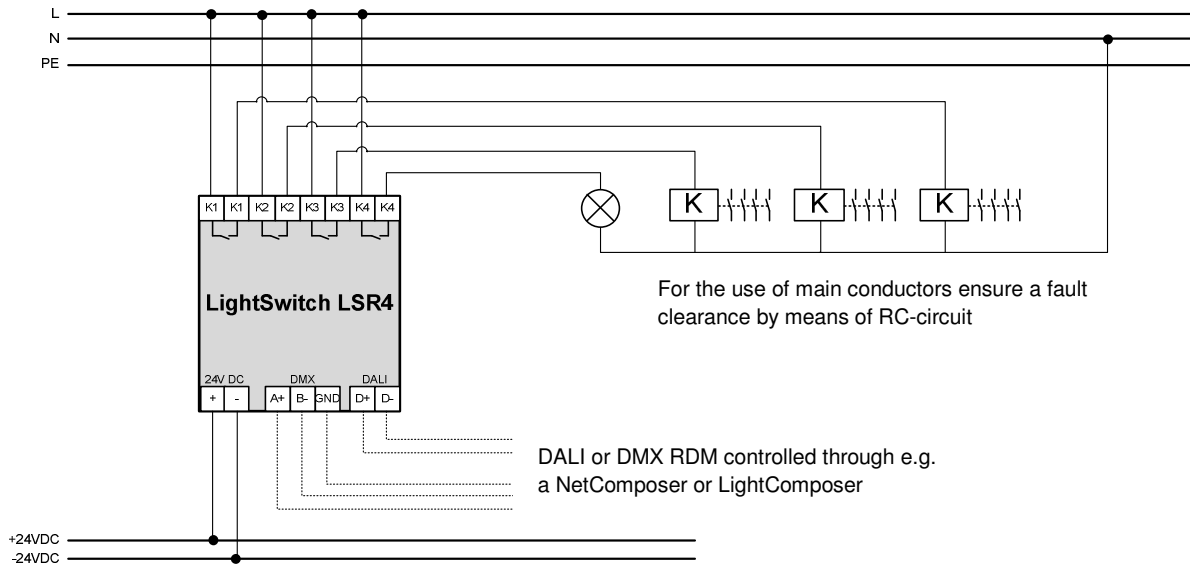 L
N
PE
K1 K1 K2 K2 K3 K3 K4 K4
K K K
LightSwitch LSR4
For the use of main conductors ensure a fault
clearance by means of RC-circuit
24V DC DMX DALI
+ - A+ B- GND D+ D-
DALI or DMX RDM controlled through e.g.
a NetComposer or LightComposer
+24VDC
-24VDC